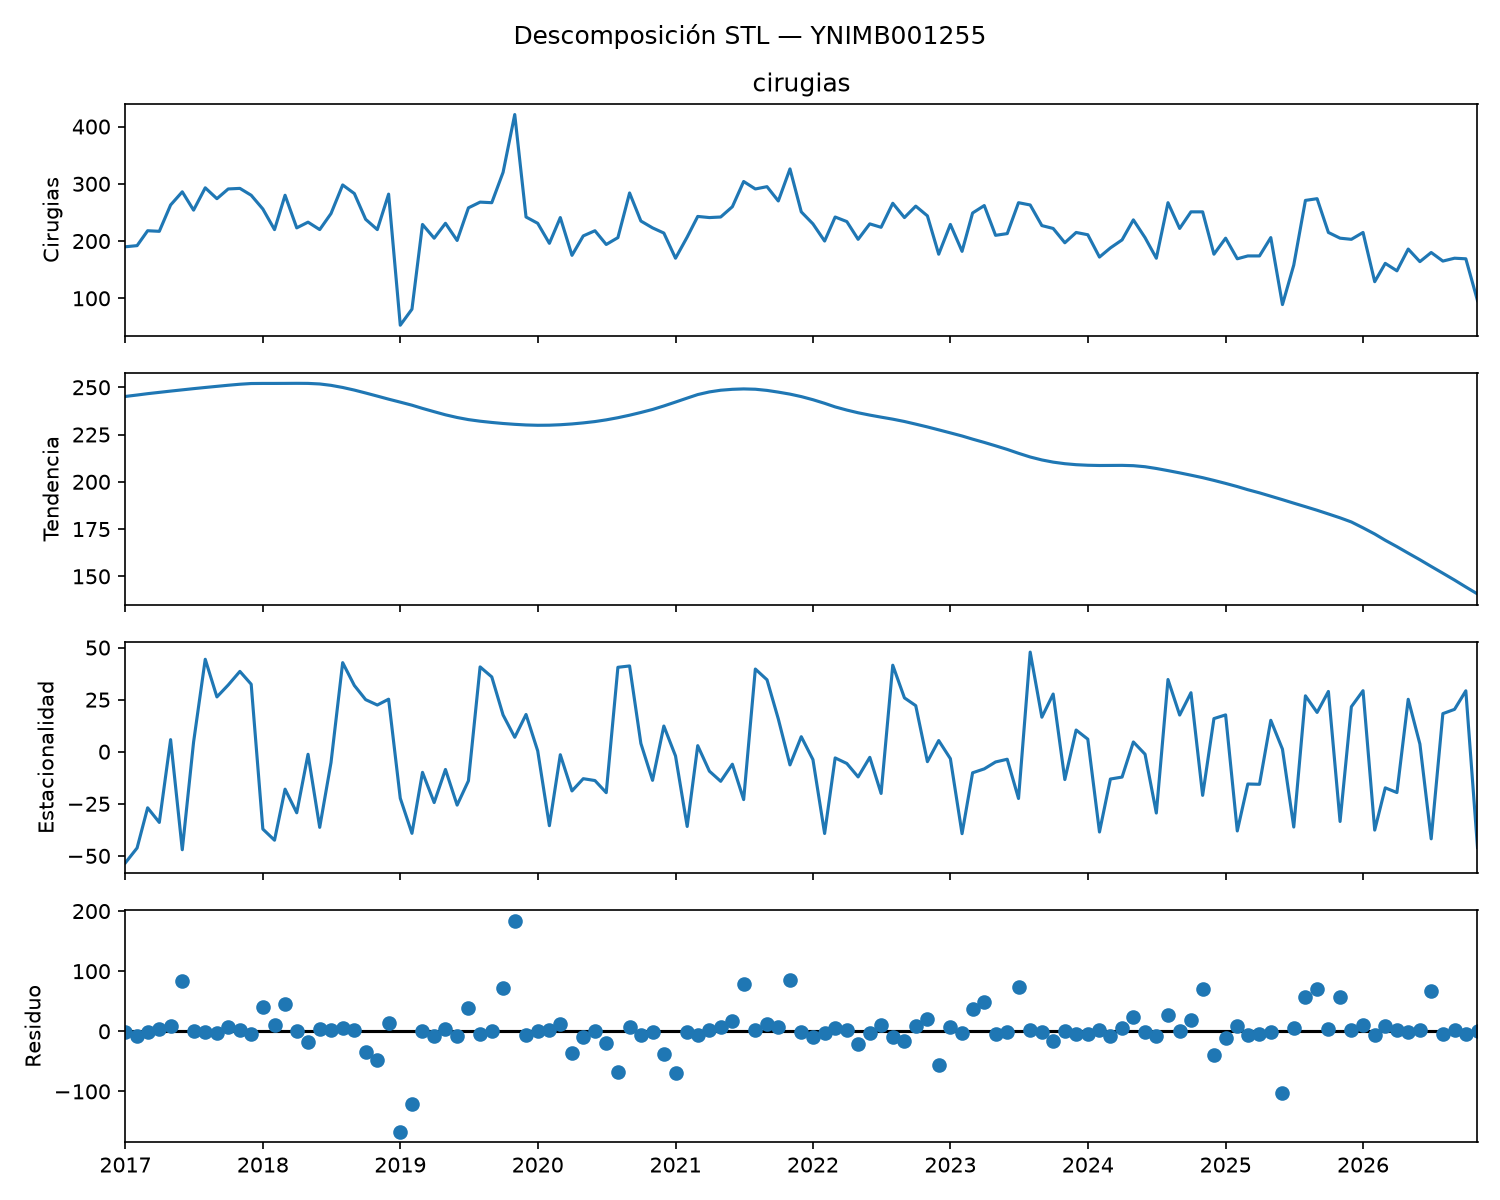 Descomposición STL — YNIMB001255
cirugias
Cirugias
400
300
200
100
Tendencia
250
225
200
175
150
Estacionalidad
50
25
0
−25
−50
Residuo
200
100
0
−100
2017 2018 2019 2020 2021 2022 2023 2024 2025 2026